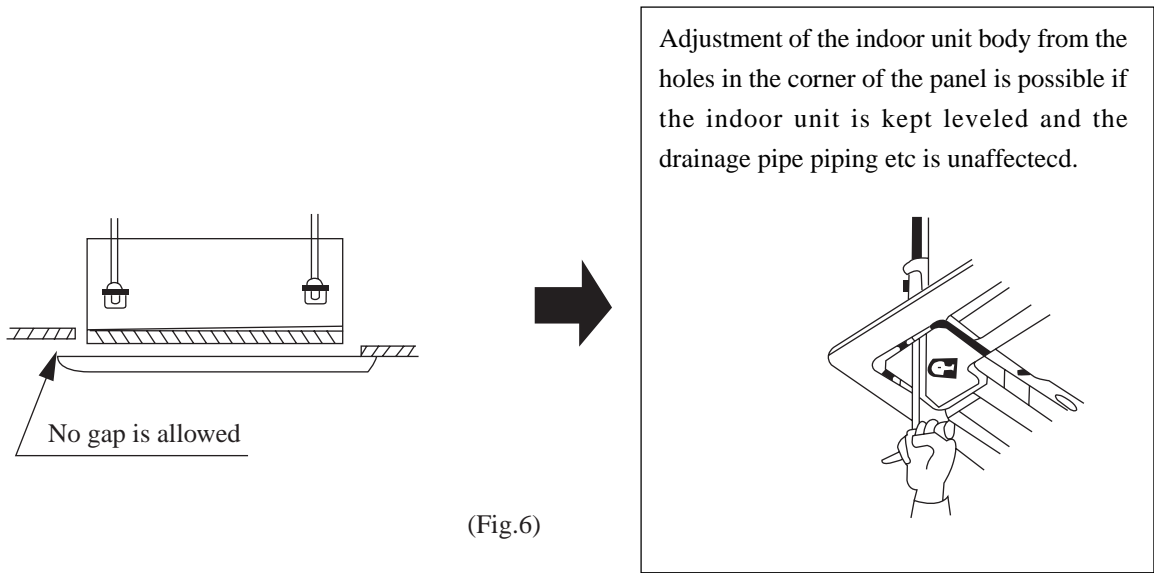 Adjustment of the indoor unit body from the
holes in the corner of the panel is possible if
the indoor unit is kept leveled and the
drainage pipe piping etc is unaffectecd.
No gap is allowed
(Fig.6)